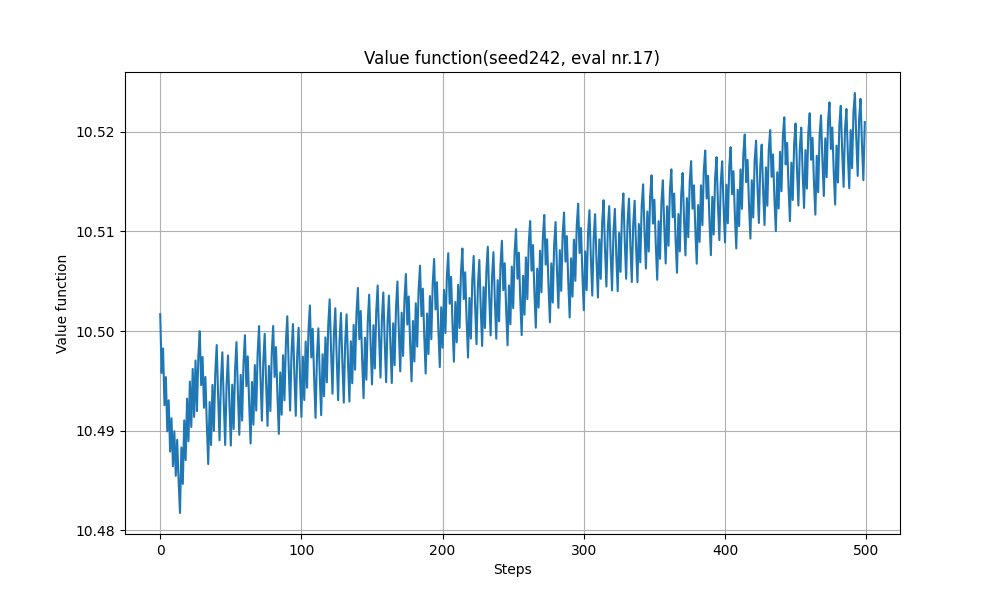 Value function(seed242, eval nr.17)
Value function
10.52
10.51
10.50
10.49
10.48
0 100 200 300 400 500
Steps